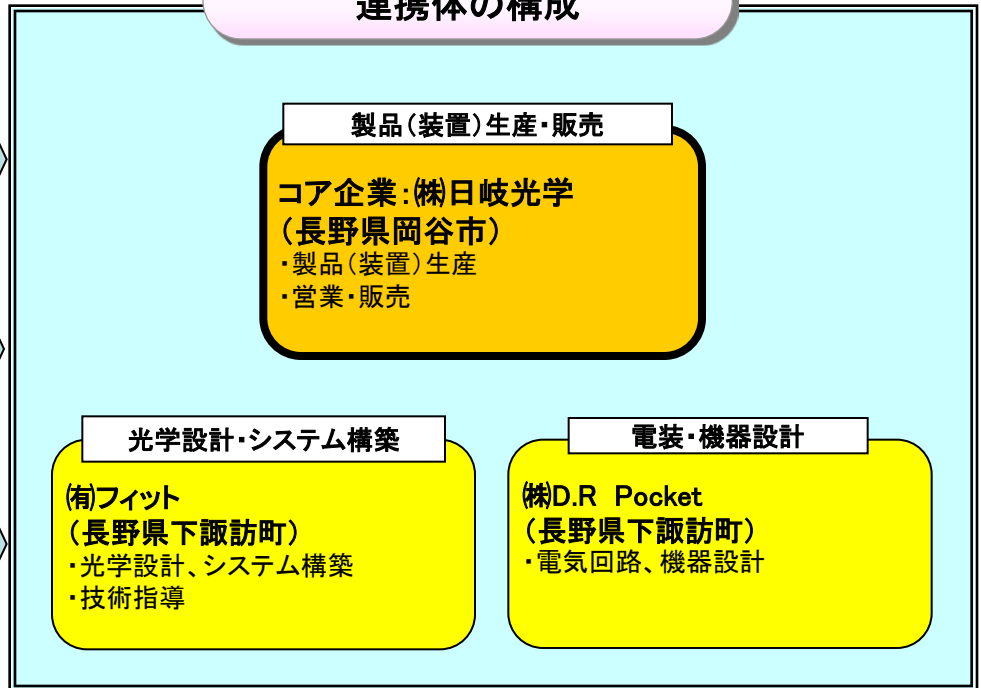 連携体の構成
製品(装置)生産・販売
コア企業:㈱日岐光学
(長野県岡谷市)
・製品(装置)生産
・営業・販売
光学設計・システム構築
㈲フィット
(長野県下諏訪町)
・光学設計、システム構築
・技術指導
電装・機器設計
㈱D.R Pocket
(長野県下諏訪町)
・電気回路、機器設計